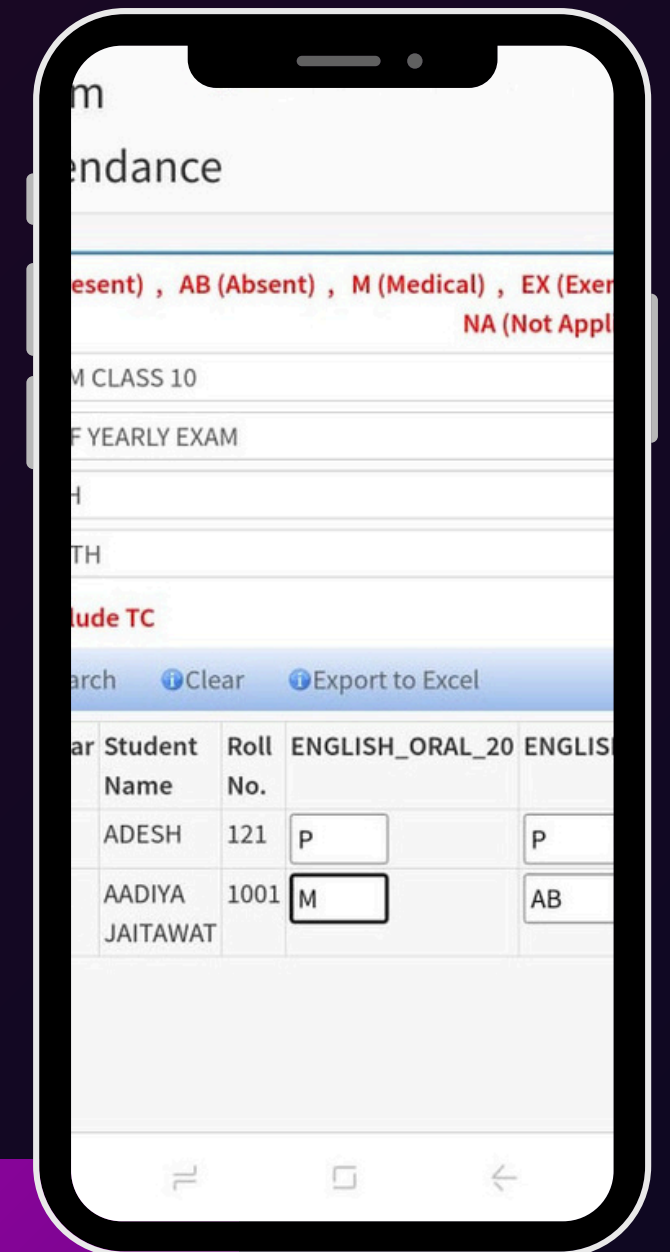 m
endance
esent) , AB (Absent) , M (Medical) , EX (Exer
NA (Not Appl
M CLASS 10
F YEARLY EXAM
H
TH
lude TC
arch Clear Export to Excel
ar Student Name Roll No. ENGLISH_ORAL_20 ENGLIS
ADESH 121 P P
AADIYA JAITAWAT 1001 M AB